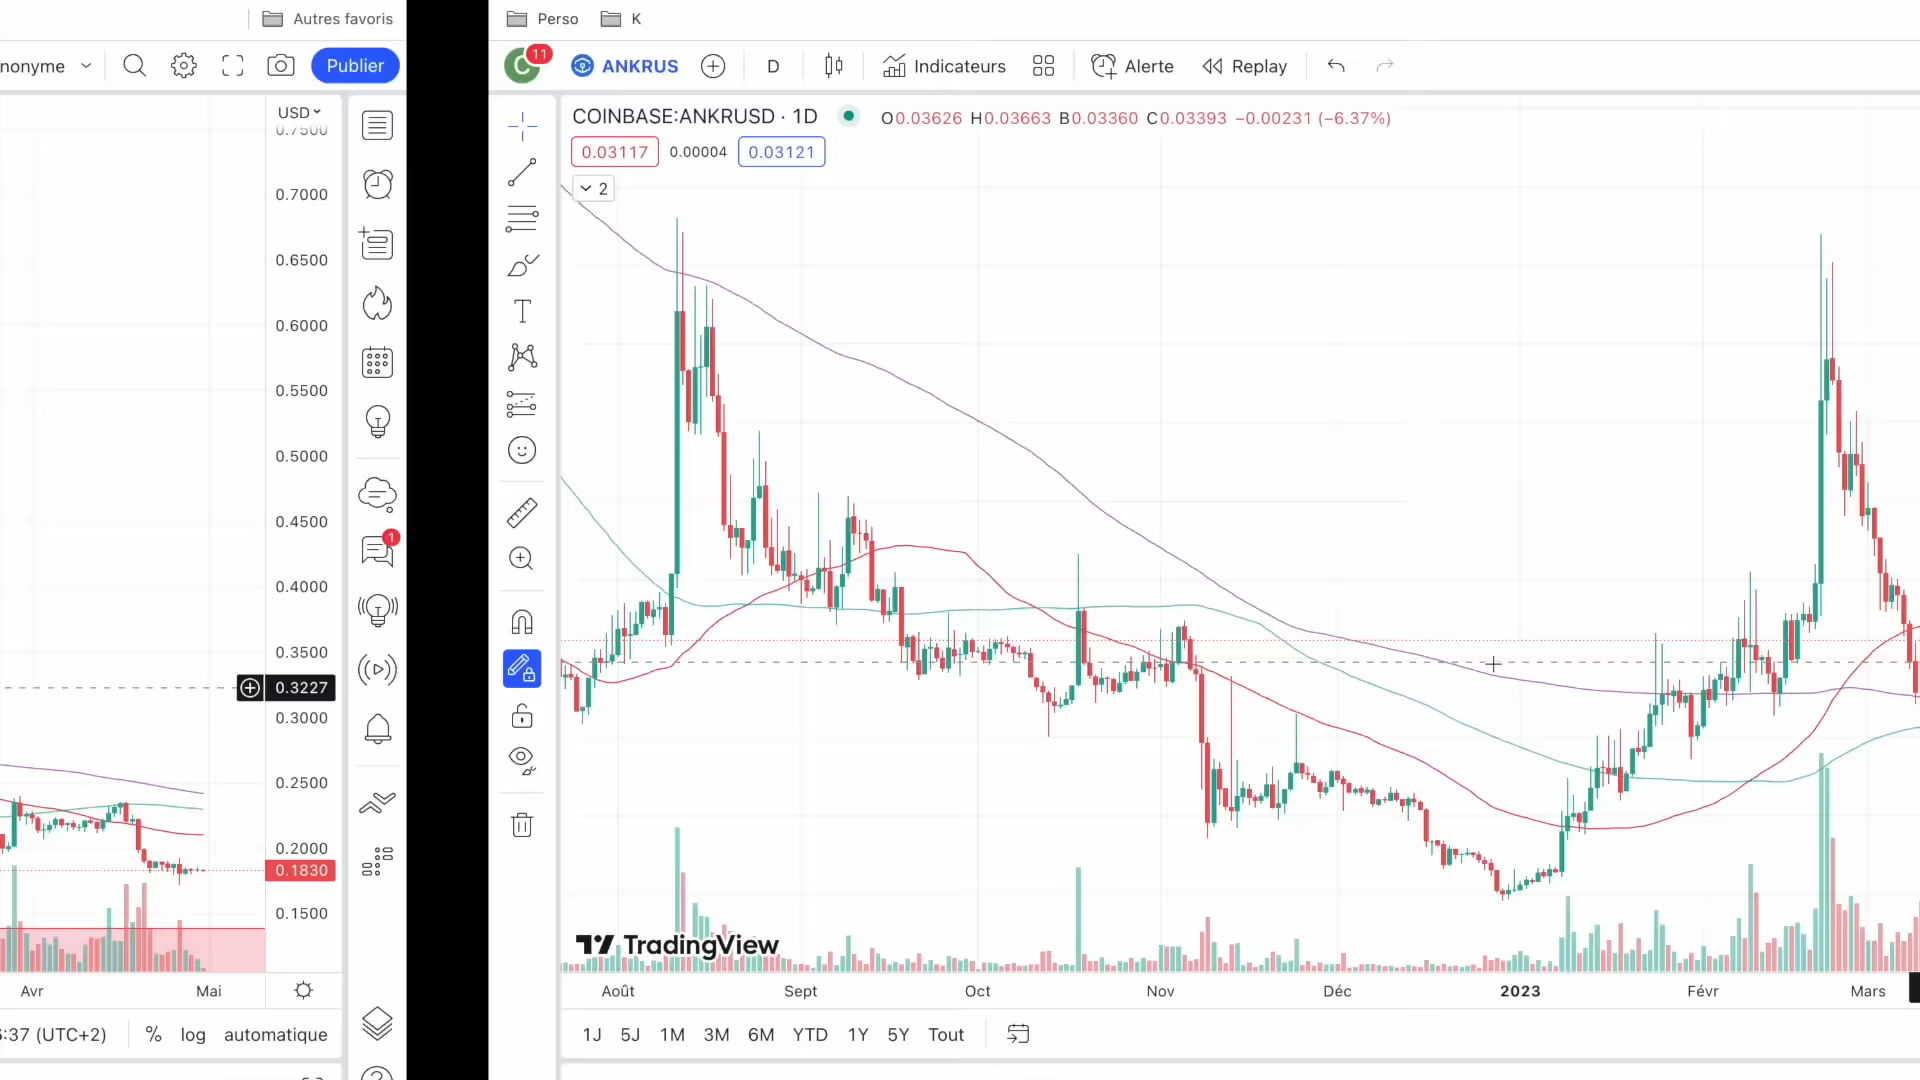 Autres favoris
nonyme
Publier
USD
0.7500
0.7000
0.6500
0.6000
0.5500
0.5000
0.4500
0.4000
0.3500
0.3227
0.3000
0.2500
0.2000
0.1830
0.1500
1
Avr
Mai
:37 (UTC+2)
%
log
automatique
Perso
K
C
11
ANKRUS
D
Indicateurs
Alerte
Replay
COINBASE:ANKRUSD · 1D
O0.03626 H0.03663 B0.03360 C0.03393 −0.00231 (−6.37%)
0.03117
0.00004
0.03121
2
TradingView
Août
Sept
Oct
Nov
Déc
2023
Févr
Mars
1J
5J
1M
3M
6M
YTD
1Y
5Y
Tout